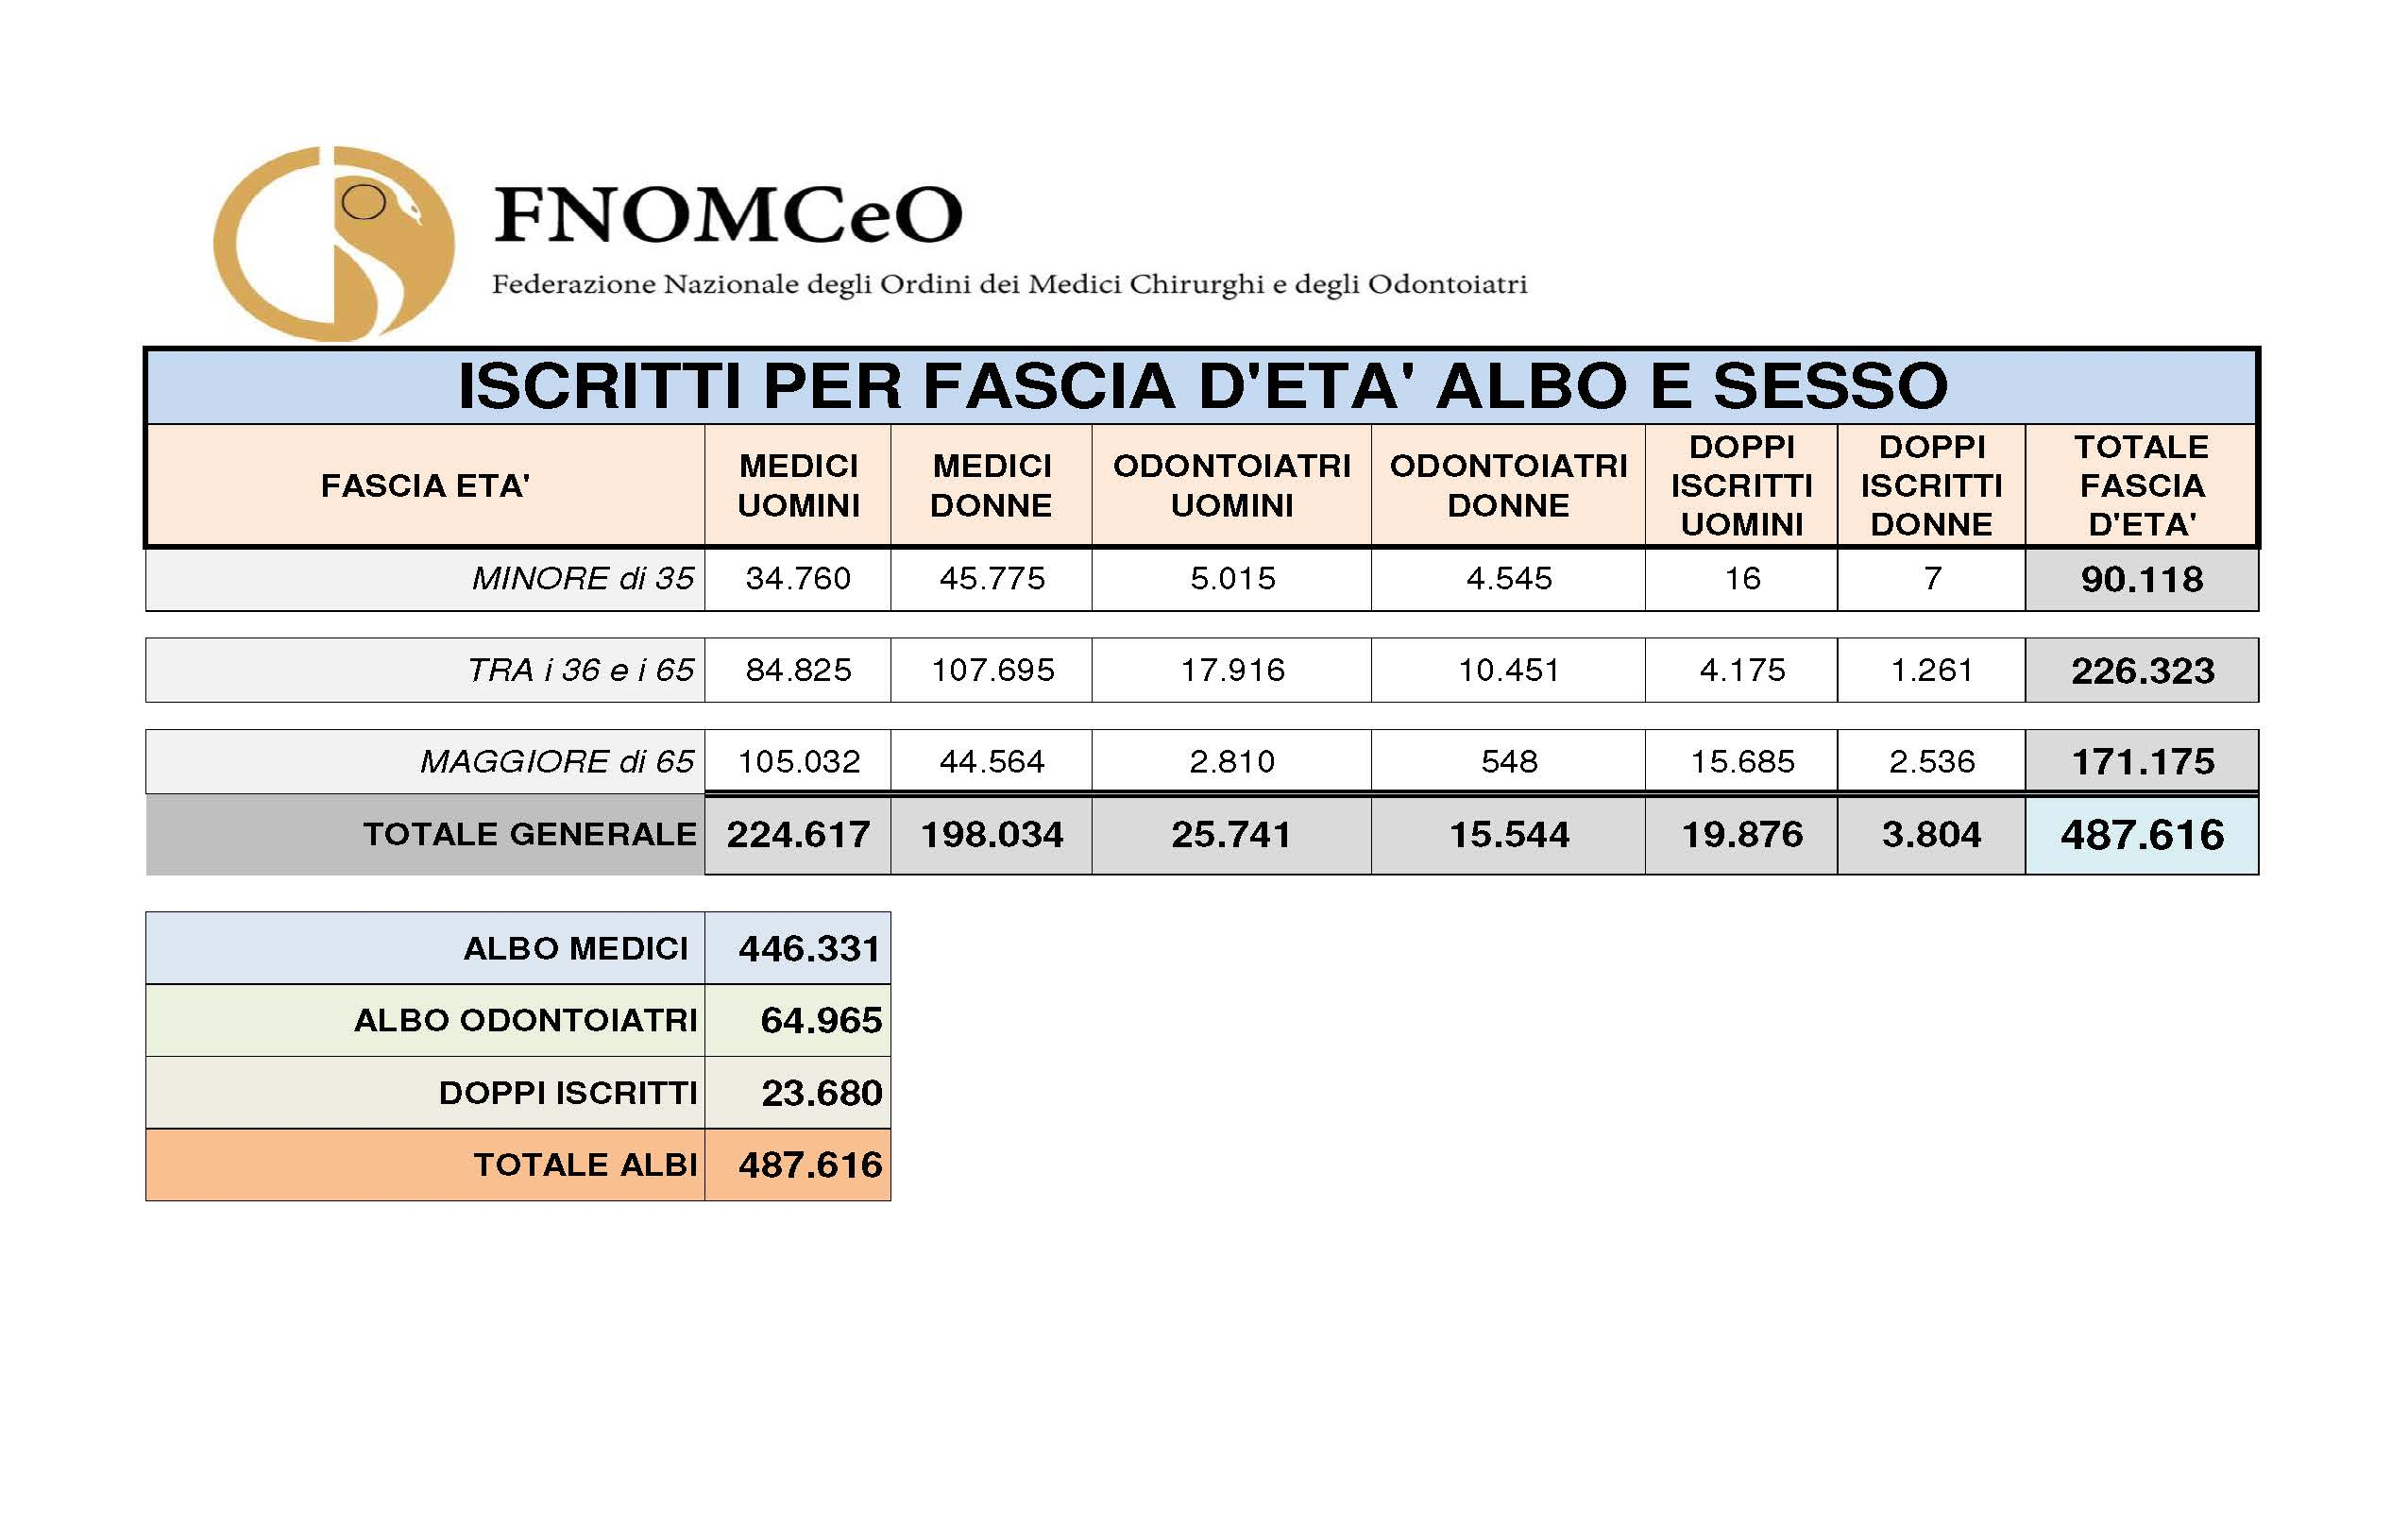 FNOMCeO
Federazione Nazionale degli Ordini dei Medici Chirurghi e degli Odontoiatri
ISCRITTI PER FASCIA D'ETA' ALBO E SESSO
FASCIA ETA' MEDICI UOMINI MEDICI DONNE ODONTOIATRI UOMINI ODONTOIATRI DONNE DOPPI ISCRITTI UOMINI DOPPI ISCRITTI DONNE TOTALE FASCIA D'ETA'
MINORE di 35 34.760 45.775 5.015 4.545 16 7 90.118
TRA i 36 e i 65 84.825 107.695 17.916 10.451 4.175 1.261 226.323
MAGGIORE di 65 105.032 44.564 2.810 548 15.685 2.536 171.175
TOTALE GENERALE 224.617 198.034 25.741 15.544 19.876 3.804 487.616
ALBO MEDICI 446.331
ALBO ODONTOIATRI 64.965
DOPPI ISCRITTI 23.680
TOTALE ALBI 487.616